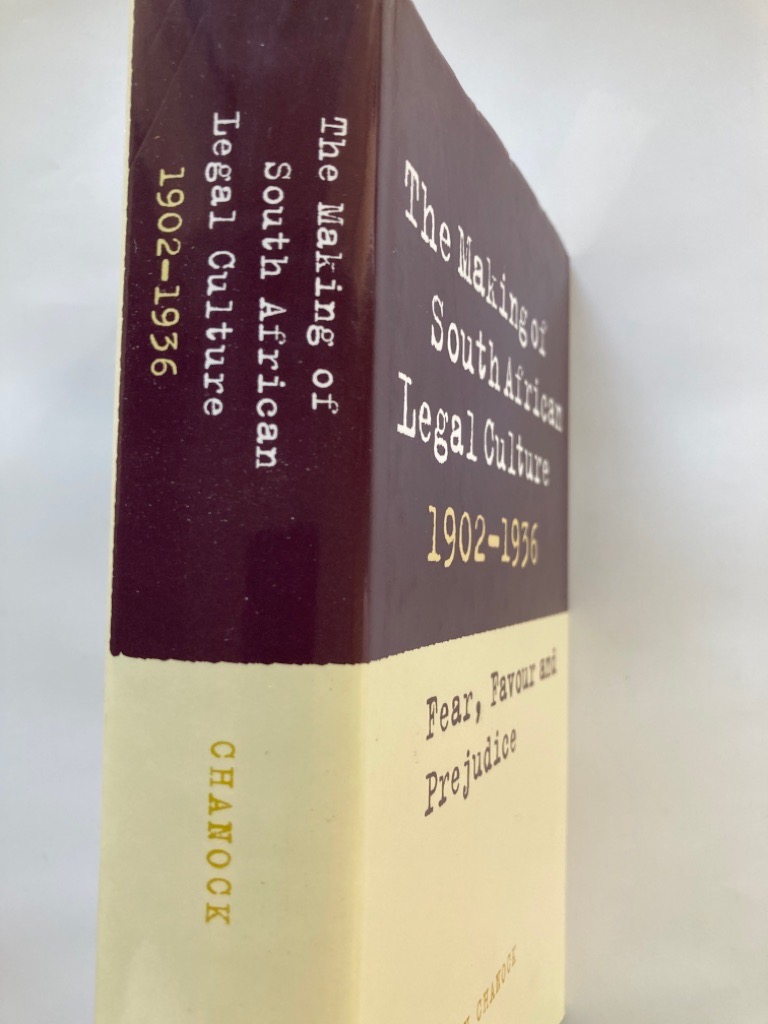 The Making of
South African
Legal Culture
1902-1936
CHANOCK
The Making of
South African
Legal Culture
1902-1936
Fear, Favour and
Prejudice
CHANOCK